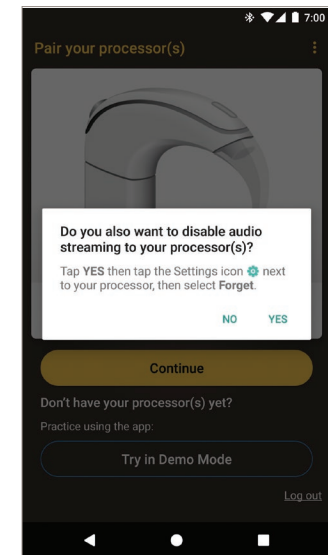 7:00
Pair your processor(s)
Do you also want to disable audio
streaming to your processor(s)?
Tap YES then tap the Settings icon next
to your processor, then select Forget.
NO YES
Continue
Don't have your processor(s) yet?
Practice using the app:
Try in Demo Mode
Log out